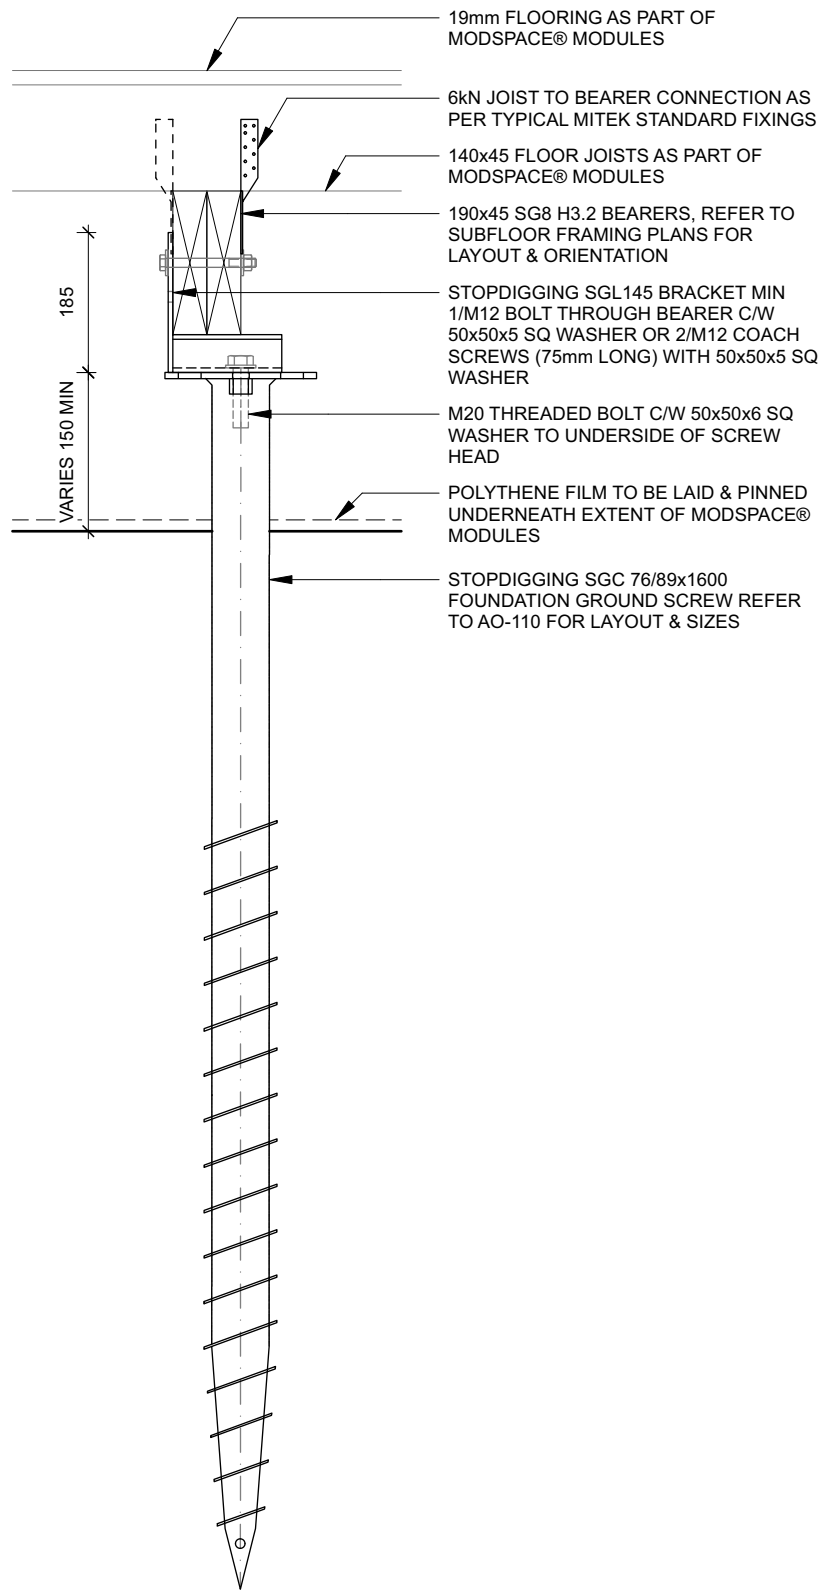 19mm FLOORING AS PART OF
MODSPACE® MODULES
6kN JOIST TO BEARER CONNECTION AS
PER TYPICAL MITEK STANDARD FIXINGS
140x45 FLOOR JOISTS AS PART OF
MODSPACE® MODULES
190x45 SG8 H3.2 BEARERS, REFER TO
SUBFLOOR FRAMING PLANS FOR
LAYOUT & ORIENTATION
185
STOPDIGGING SGL145 BRACKET MIN
1/M12 BOLT THROUGH BEARER C/W
50x50x5 SQ WASHER OR 2/M12 COACH
SCREWS (75mm LONG) WITH 50x50x5 SQ
WASHER
VARIES 150 MIN
M20 THREADED BOLT C/W 50x50x6 SQ
WASHER TO UNDERSIDE OF SCREW
HEAD
POLYTHENE FILM TO BE LAID & PINNED
UNDERNEATH EXTENT OF MODSPACE®
MODULES
STOPDIGGING SGC 76/89x1600
FOUNDATION GROUND SCREW REFER
TO AO-110 FOR LAYOUT & SIZES